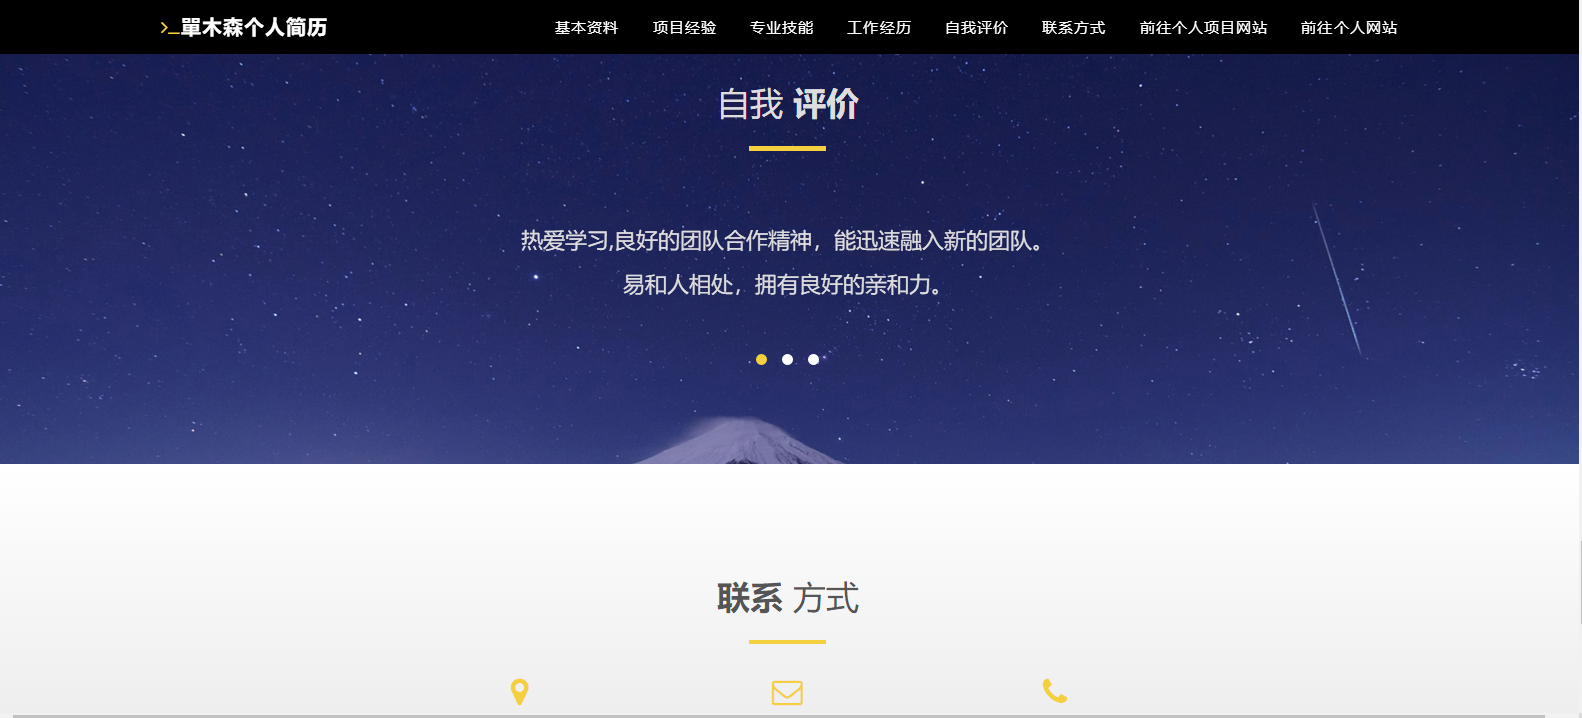 >_單木森个人简历 基本资料 项目经验 专业技能 工作经历 自我评价 联系方式 前往个人项目网站 前往个人网站
自我 评价
热爱学习,良好的团队合作精神，能迅速融入新的团队。
易和人相处，拥有良好的亲和力。
联系 方式